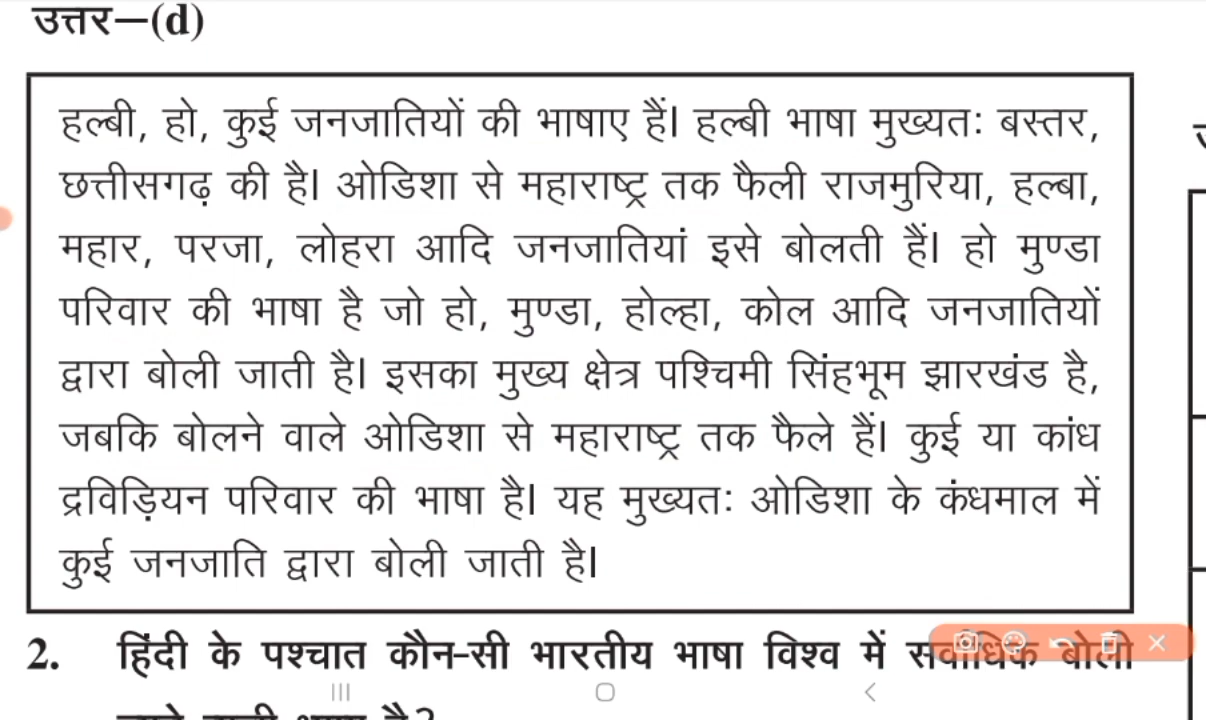 उत्तर—(d)
हल्बी, हो, कुई जनजातियों की भाषाए हैं। हल्बी भाषा मुख्यत: बस्तर,
छत्तीसगढ़ की है। ओडिशा से महाराष्ट्र तक फैली राजमुरिया, हल्बा,
महार, परजा, लोहरा आदि जनजातियां इसे बोलती हैं। हो मुण्डा
परिवार की भाषा है जो हो, मुण्डा, होल्हा, कोल आदि जनजातियों
द्वारा बोली जाती है। इसका मुख्य क्षेत्र पश्चिमी सिंहभूम झारखंड है,
जबकि बोलने वाले ओडिशा से महाराष्ट्र तक फैले हैं। कुई या कांध
द्रविड़ियन परिवार की भाषा है। यह मुख्यत: ओडिशा के कंधमाल में
कुई जनजाति द्वारा बोली जाती है।
2. हिंदी के पश्चात कौन-सी भारतीय भाषा विश्व में सर्वाधिक बोली